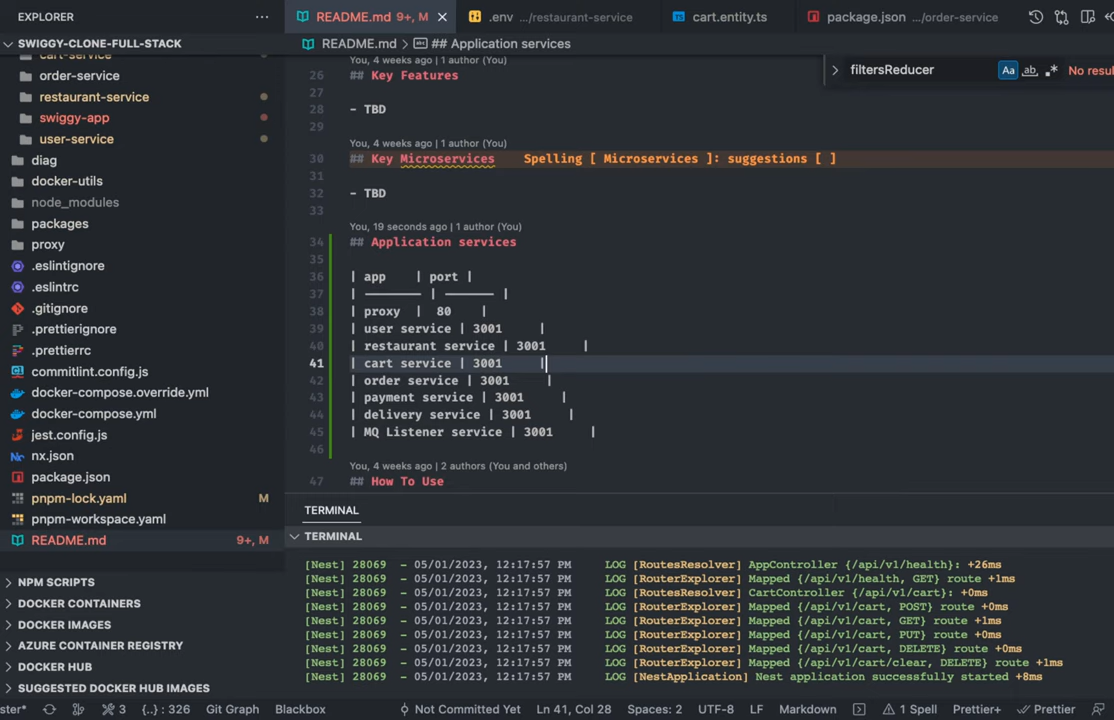 EXPLORER
README.md 9+, M
.env .../restaurant-service
cart.entity.ts
package.json .../order-service
SWIGGY-CLONE-FULL-STACK
README.md > ## Application services
filtersReducer
Aa
ab
.*
No resul
cart-service
order-service
restaurant-service
swiggy-app
user-service
diag
docker-utils
node_modules
packages
proxy
.eslintignore
.eslintrc
.gitignore
.prettierignore
.prettierrc
commitlint.config.js
docker-compose.override.yml
docker-compose.yml
jest.config.js
nx.json
package.json
pnpm-lock.yaml M
pnpm-workspace.yaml
README.md 9+, M
NPM SCRIPTS
DOCKER CONTAINERS
DOCKER IMAGES
AZURE CONTAINER REGISTRY
DOCKER HUB
SUGGESTED DOCKER HUB IMAGES
You, 4 weeks ago | 1 author (You)
26 ## Key Features
27
28 - TBD
29
You, 4 weeks ago | 1 author (You)
30 ## Key Microservices Spelling [ Microservices ]: suggestions [ ]
31
32 - TBD
33
You, 19 seconds ago | 1 author (You)
34 ## Application services
35
36 | app | port |
37 | -------- | ------- |
38 | proxy | 80 |
39 | user service | 3001 |
40 | restaurant service | 3001 |
41 | cart service | 3001 |
42 | order service | 3001 |
43 | payment service | 3001 |
44 | delivery service | 3001 |
45 | MQ Listener service | 3001 |
46
You, 4 weeks ago | 2 authors (You and others)
47 ## How To Use
TERMINAL
TERMINAL
[Nest] 28069 - 05/01/2023, 12:17:57 PM LOG [RoutesResolver] AppController {/api/v1/health}: +26ms
[Nest] 28069 - 05/01/2023, 12:17:57 PM LOG [RouterExplorer] Mapped {/api/v1/health, GET} route +1ms
[Nest] 28069 - 05/01/2023, 12:17:57 PM LOG [RoutesResolver] CartController {/api/v1/cart}: +0ms
[Nest] 28069 - 05/01/2023, 12:17:57 PM LOG [RouterExplorer] Mapped {/api/v1/cart, POST} route +0ms
[Nest] 28069 - 05/01/2023, 12:17:57 PM LOG [RouterExplorer] Mapped {/api/v1/cart, GET} route +1ms
[Nest] 28069 - 05/01/2023, 12:17:57 PM LOG [RouterExplorer] Mapped {/api/v1/cart, PUT} route +0ms
[Nest] 28069 - 05/01/2023, 12:17:57 PM LOG [RouterExplorer] Mapped {/api/v1/cart, DELETE} route +0ms
[Nest] 28069 - 05/01/2023, 12:17:57 PM LOG [RouterExplorer] Mapped {/api/v1/cart/clear, DELETE} route +1ms
[Nest] 28069 - 05/01/2023, 12:17:57 PM LOG [NestApplication] Nest application successfully started +8ms
ster* 3 {..} : 326 Git Graph Blackbox Not Committed Yet Ln 41, Col 28 Spaces: 2 UTF-8 LF Markdown 1 Spell Prettier+ Prettier